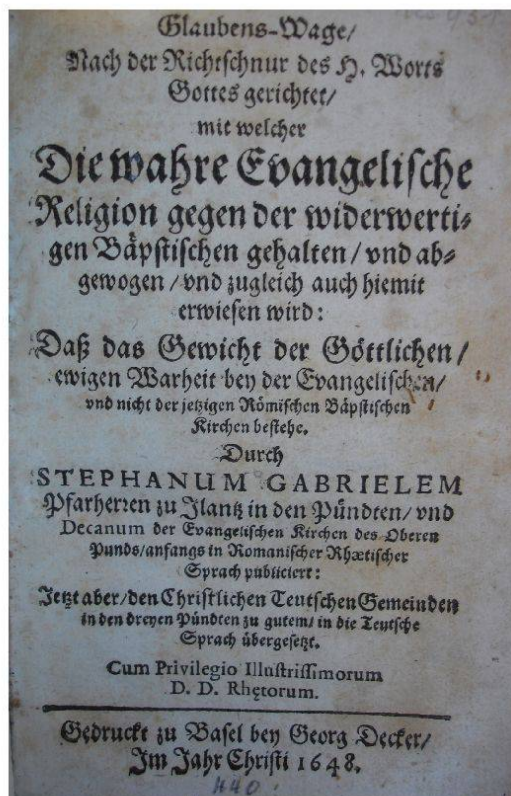 Glaubens-Wage/
Nach der Richtschnur des H. Worts
Gottes gerichtet/
mit welcher
Die wahre Evangelische
Religion gegen der widerwerti-
gen Bäpstischen gehalten/ vnd ab-
gewogen/ vnd zugleich auch hiemit
erwiesen wird:
Daß das Gewicht der Göttlichen/
ewigen Warheit bey der Evangelischen/
vnd nicht der jetzigen Römischen Bäpstischen
Kirchen bestehe.
Durch
STEPHANUM GABRIELEM
Pfarherren zu Jlantz in den Pündten/ vnd
Decanum der Evangelischen Kirchen des Oberen
Punds/ anfangs in Romanischer Rhætischer
Sprach publiciert:
Jetzt aber/ den Christlichen Teutschen Gemeinden
in den dreyen Pündten zu gutem/ in die Teutsche
Sprach übergesetzt.
Cum Privilegio Illustrissimorum
D. D. Rhętorum.
Gedruckt zu Basel bey Georg Decker/
Im Jahr Christi 1648.
440